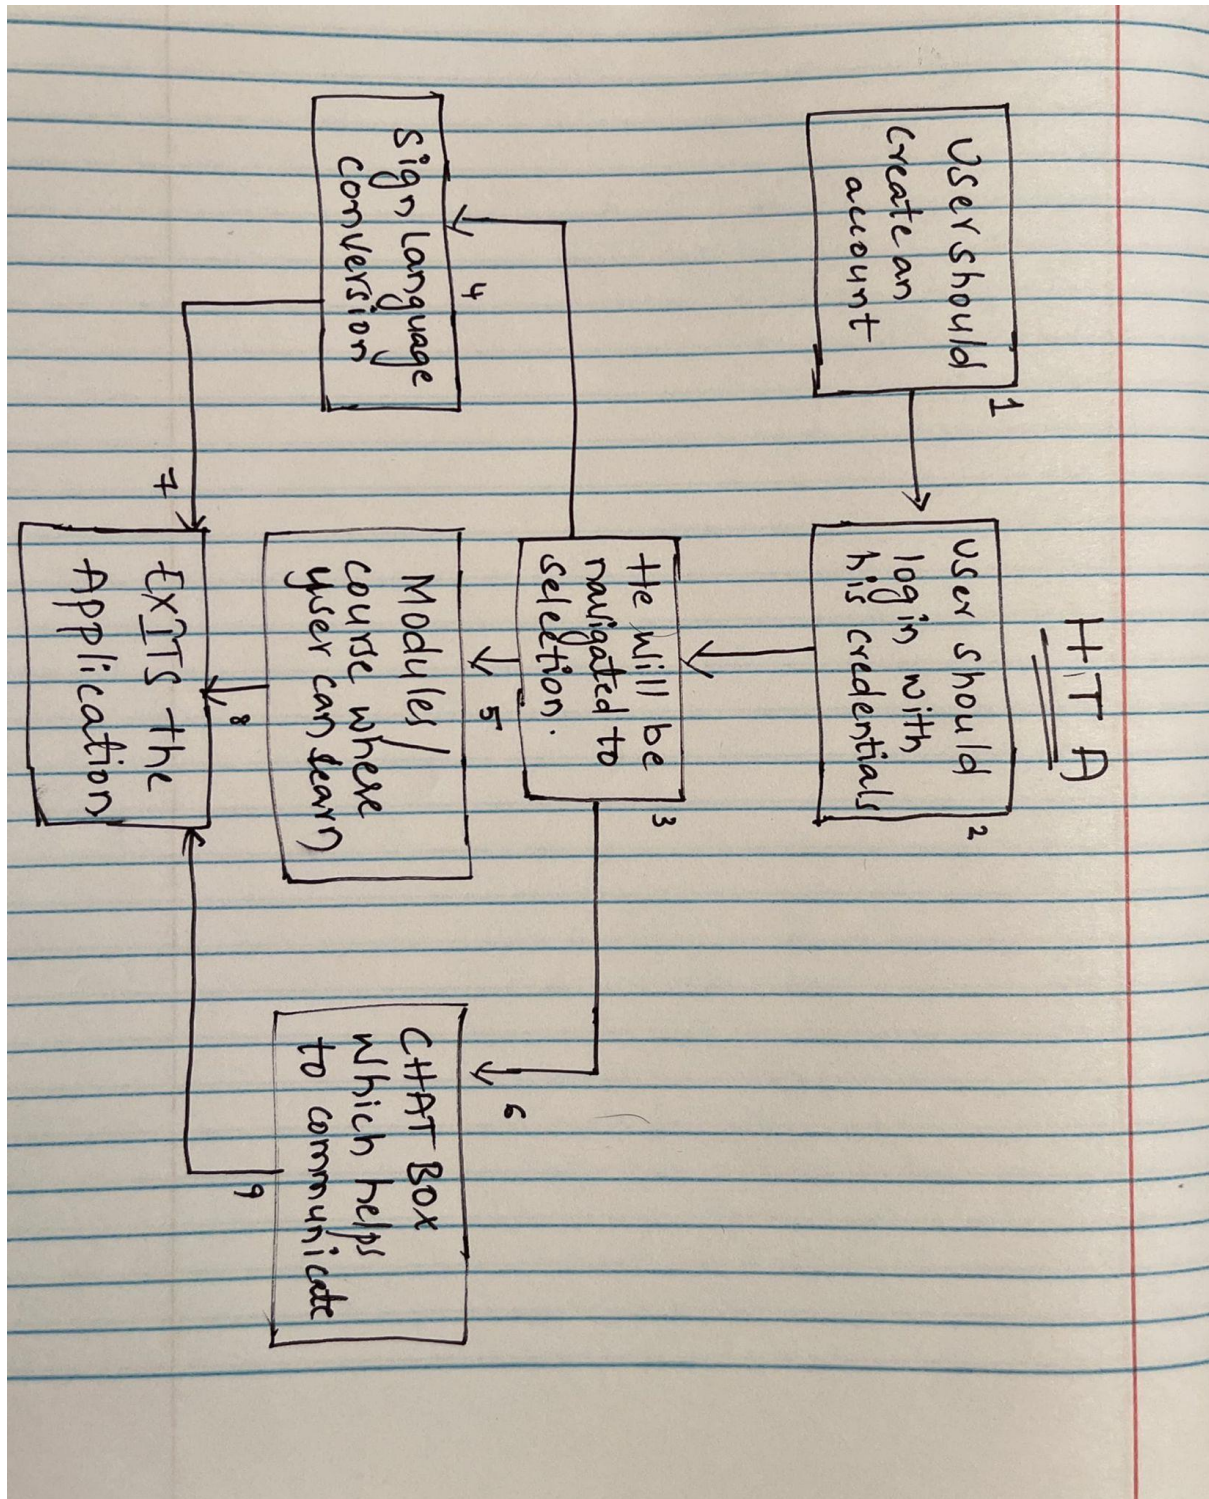 HTA
User should
create an
account
1
User should
login with
his credentials
2
He will be
navigated to
selection.
3
Sign language
conversion
4
Modules/
course where
user can learn
5
CHAT BOX
which helps
to communicate
6
7
8
9
EXITS the
Application